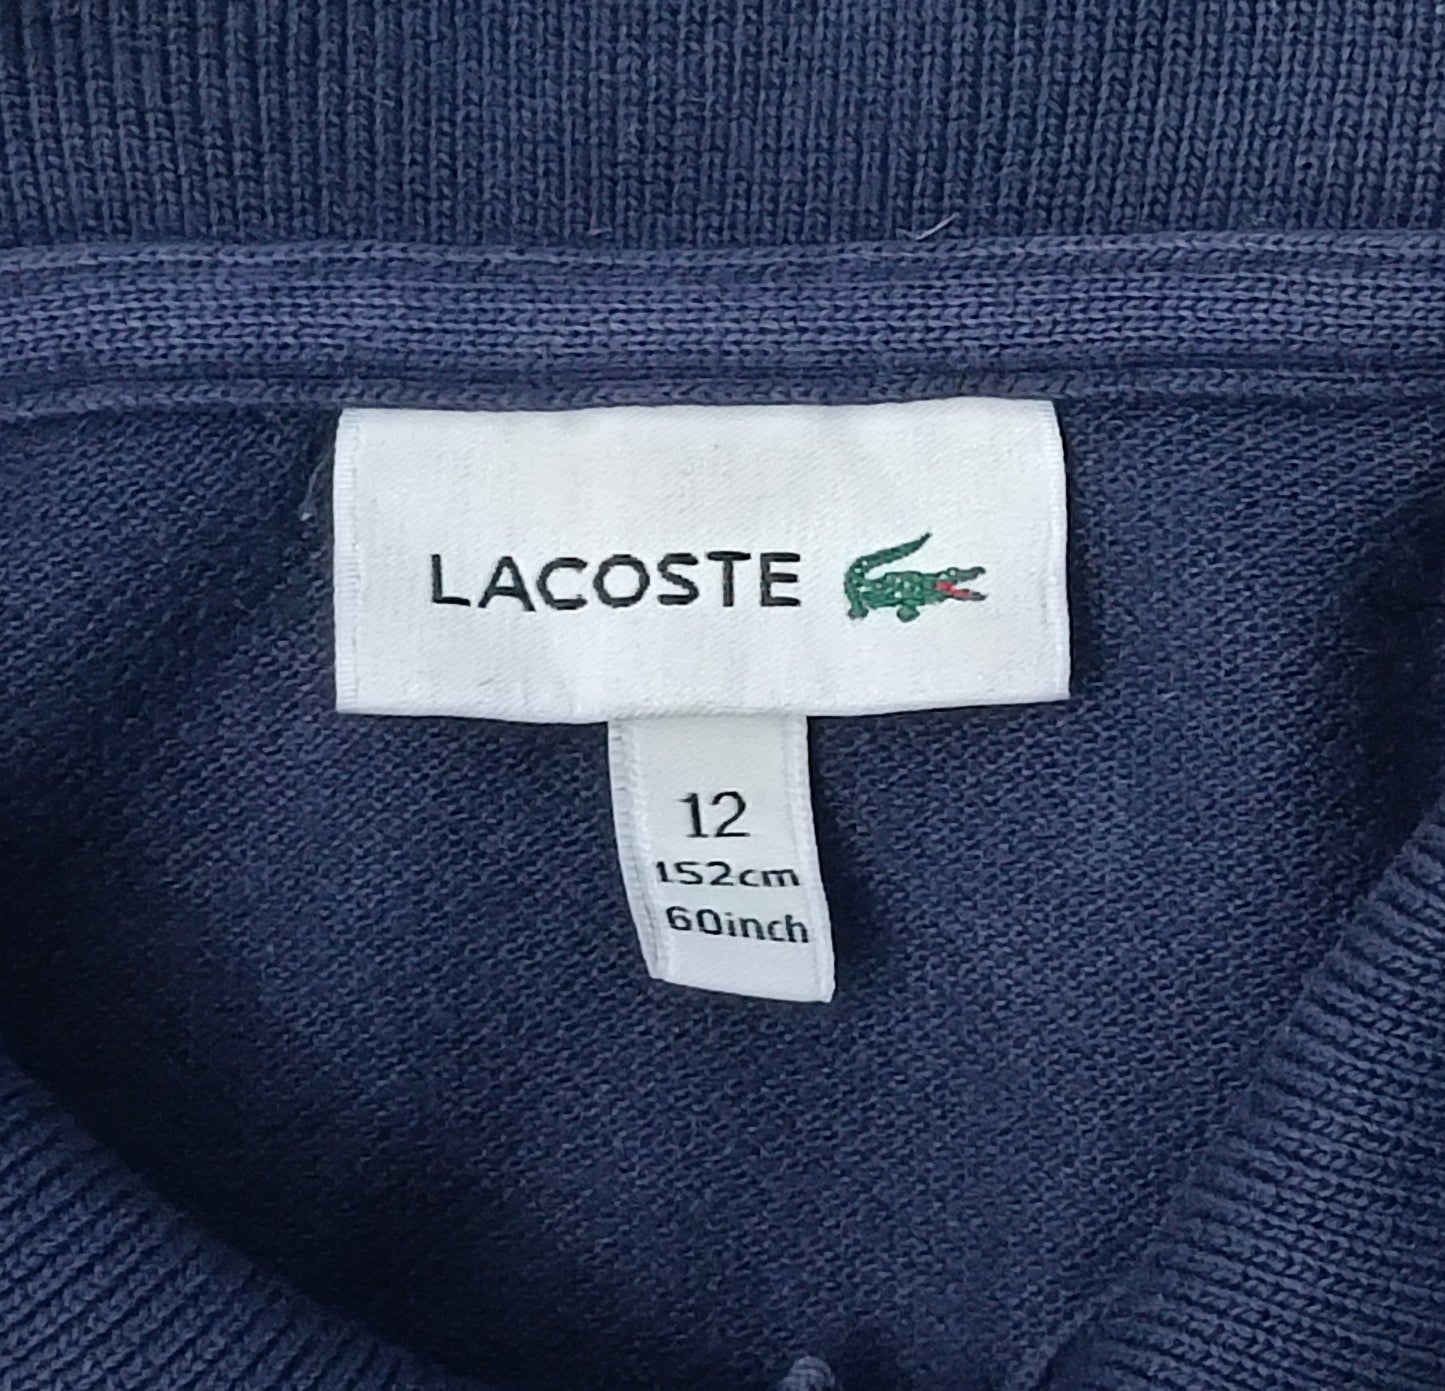 LACOSTE
12
152cm
60inch